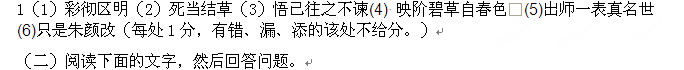 1（1）彩彻区明（2）死当结草（3）悟已往之不谏(4) 映阶碧草自春色□(5)出师一表真名世
(6)只是朱颜改（每处1分，有错、漏、添的该处不给分。）
（二）阅读下面的文字，然后回答问题。